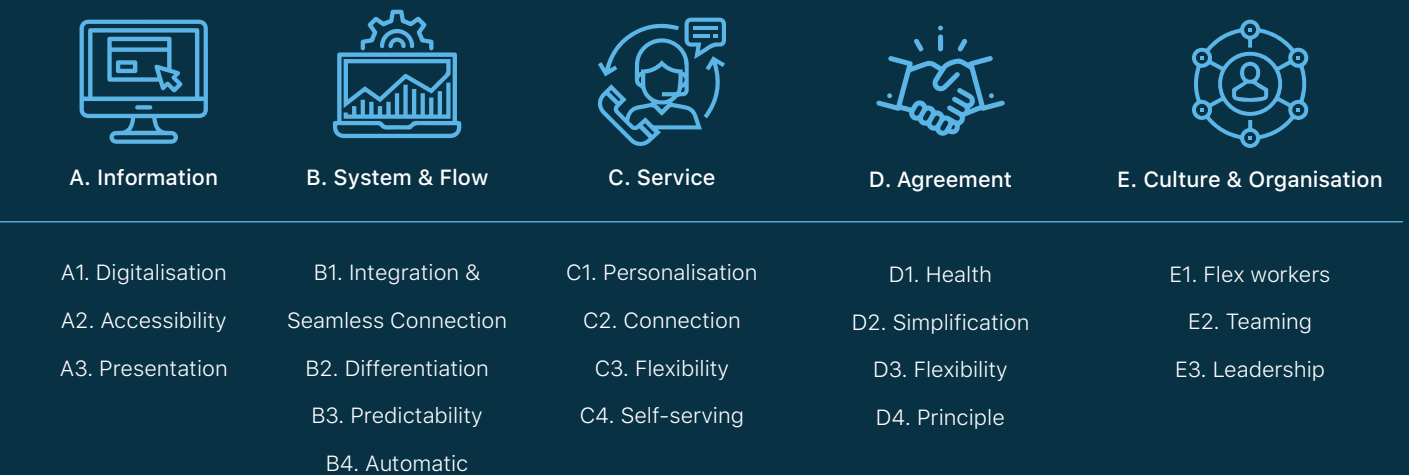 A. Information
B. System & Flow
C. Service
D. Agreement
E. Culture & Organisation
A1. Digitalisation
A2. Accessibility
A3. Presentation
B1. Integration &
Seamless Connection
B2. Differentiation
B3. Predictability
B4. Automatic
C1. Personalisation
C2. Connection
C3. Flexibility
C4. Self-serving
D1. Health
D2. Simplification
D3. Flexibility
D4. Principle
E1. Flex workers
E2. Teaming
E3. Leadership